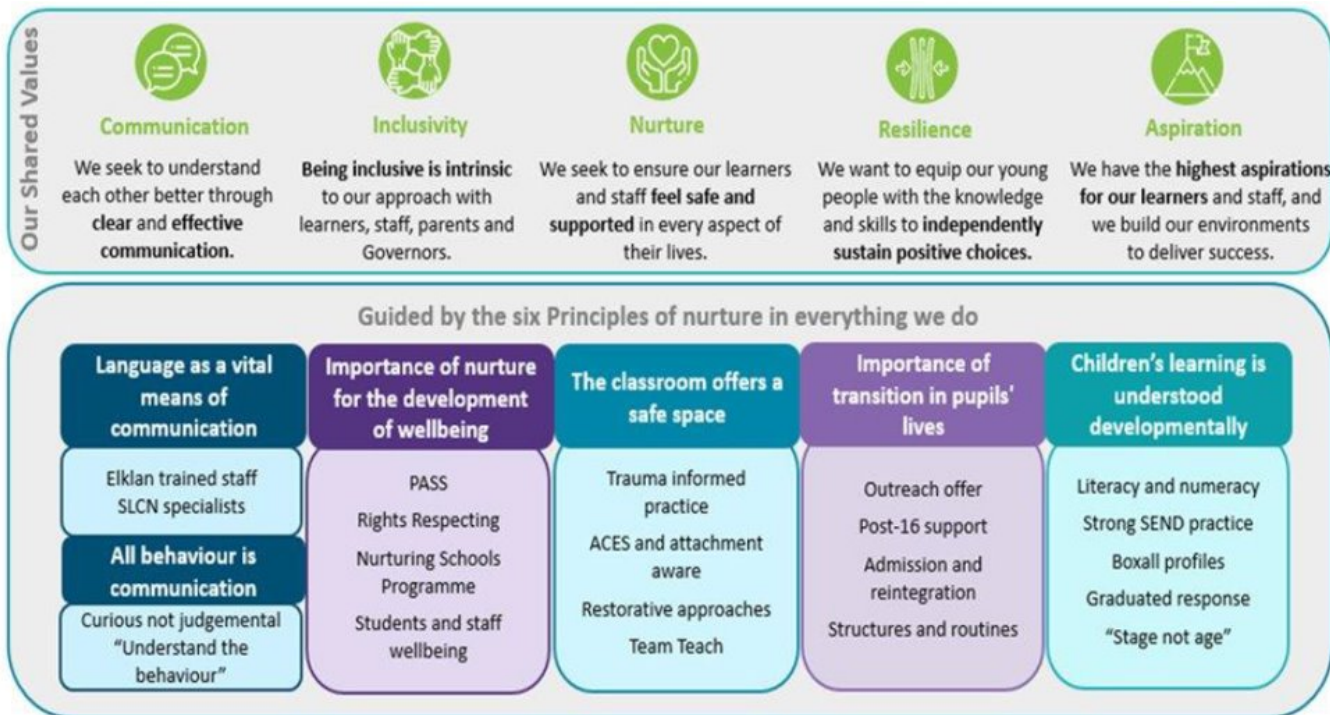 Our Shared Values
Communication
We seek to understand
each other better through
clear and effective
communication.
Inclusivity
Being inclusive is intrinsic
to our approach with
learners, staff, parents and
Governors.
Nurture
We seek to ensure our learners
and staff feel safe and
supported in every aspect of
their lives.
Resilience
We want to equip our young
people with the knowledge
and skills to independently
sustain positive choices.
Aspiration
We have the highest aspirations
for our learners and staff, and
we build our environments
to deliver success.
Guided by the six Principles of nurture in everything we do
Language as a vital
means of
communication
Elklan trained staff
SLCN specialists
All behaviour is
communication
Curious not judgemental
“Understand the
behaviour”
Importance of nurture
for the development
of wellbeing
PASS
Rights Respecting
Nurturing Schools
Programme
Students and staff
wellbeing
The classroom offers a
safe space
Trauma informed
practice
ACES and attachment
aware
Restorative approaches
Team Teach
Importance of
transition in pupils'
lives
Outreach offer
Post-16 support
Admission and
reintegration
Structures and routines
Children’s learning is
understood
developmentally
Literacy and numeracy
Strong SEND practice
Boxall profiles
Graduated response
“Stage not age”